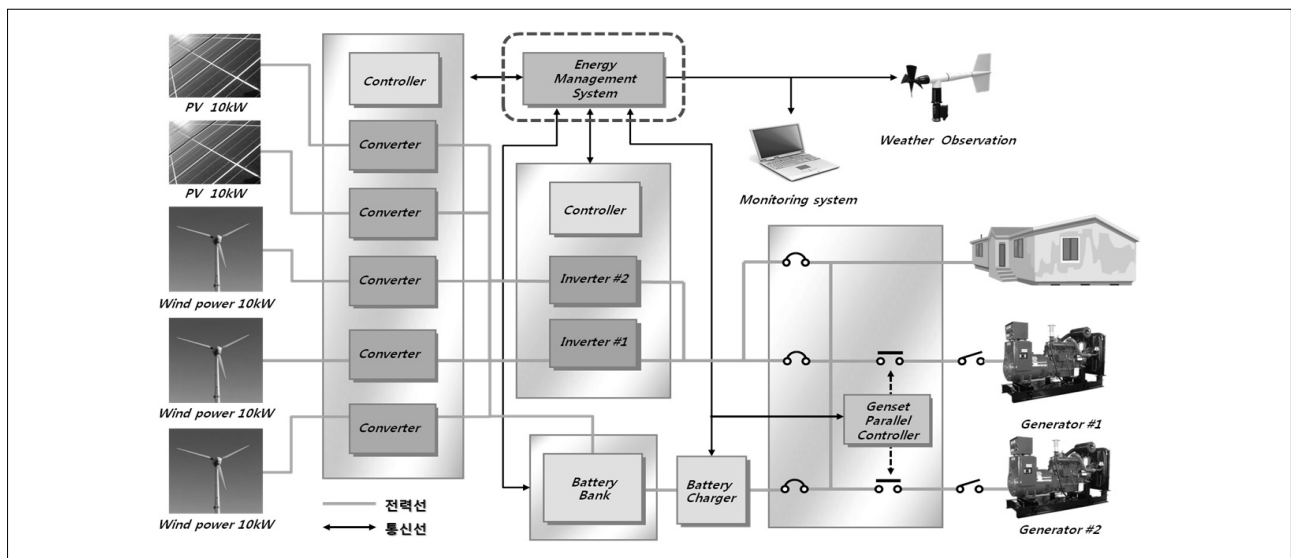 PV 10kW
PV 10kW
Wind power 10kW
Wind power 10kW
Wind power 10kW
Controller
Converter
Converter
Converter
Converter
Converter
Energy
Management
System
Controller
Inverter #2
Inverter #1
Battery
Bank
Battery
Charger
Monitoring system
Weather Observation
Genset
Parallel
Controller
Generator #1
Generator #2
전력선
통신선